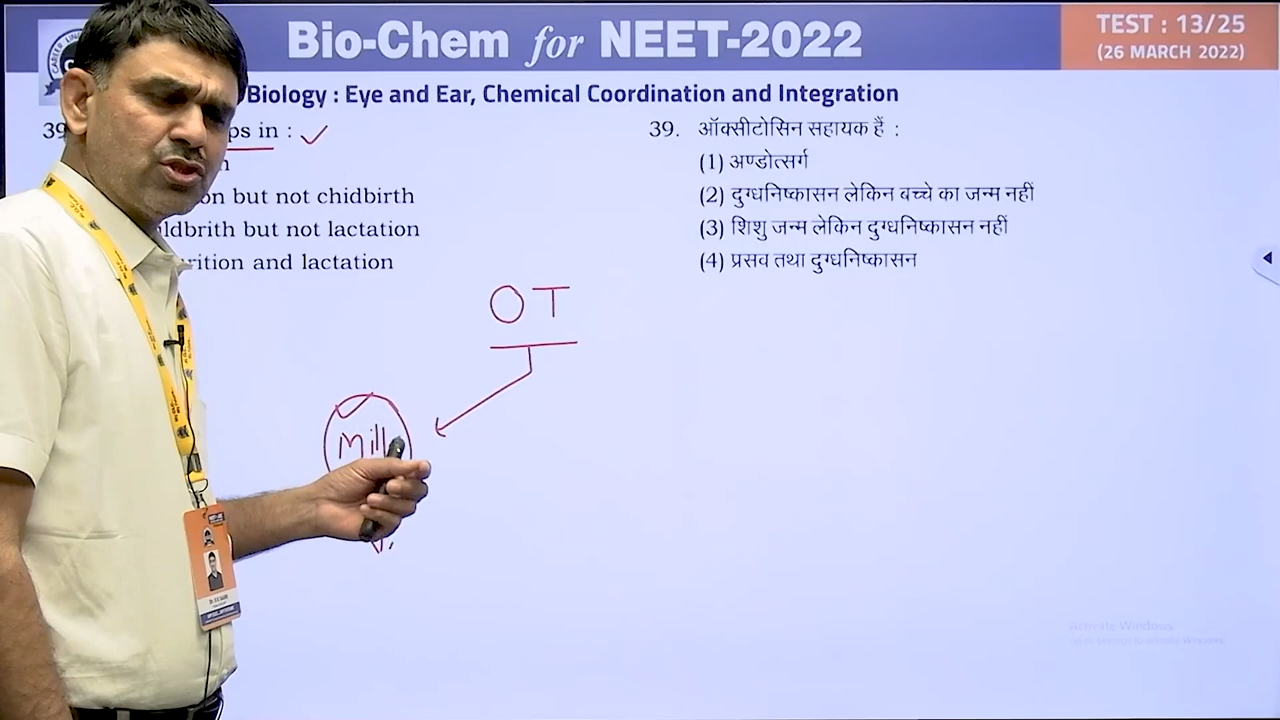 Bio-Chem for NEET-2022
TEST : 13/25
(26 MARCH 2022)
Biology : Eye and Ear, Chemical Coordination and Integration
39
ps in :
on but not chidbirth
ldbrith but not lactation
rition and lactation
39. ऑक्सीटोसिन सहायक हैं :
(1) अण्डोत्सर्ग
(2) दुग्धनिष्कासन लेकिन बच्चे का जन्म नहीं
(3) शिशु जन्म लेकिन दुग्धनिष्कासन नहीं
(4) प्रसव तथा दुग्धनिष्कासन
OT
Activate Windows